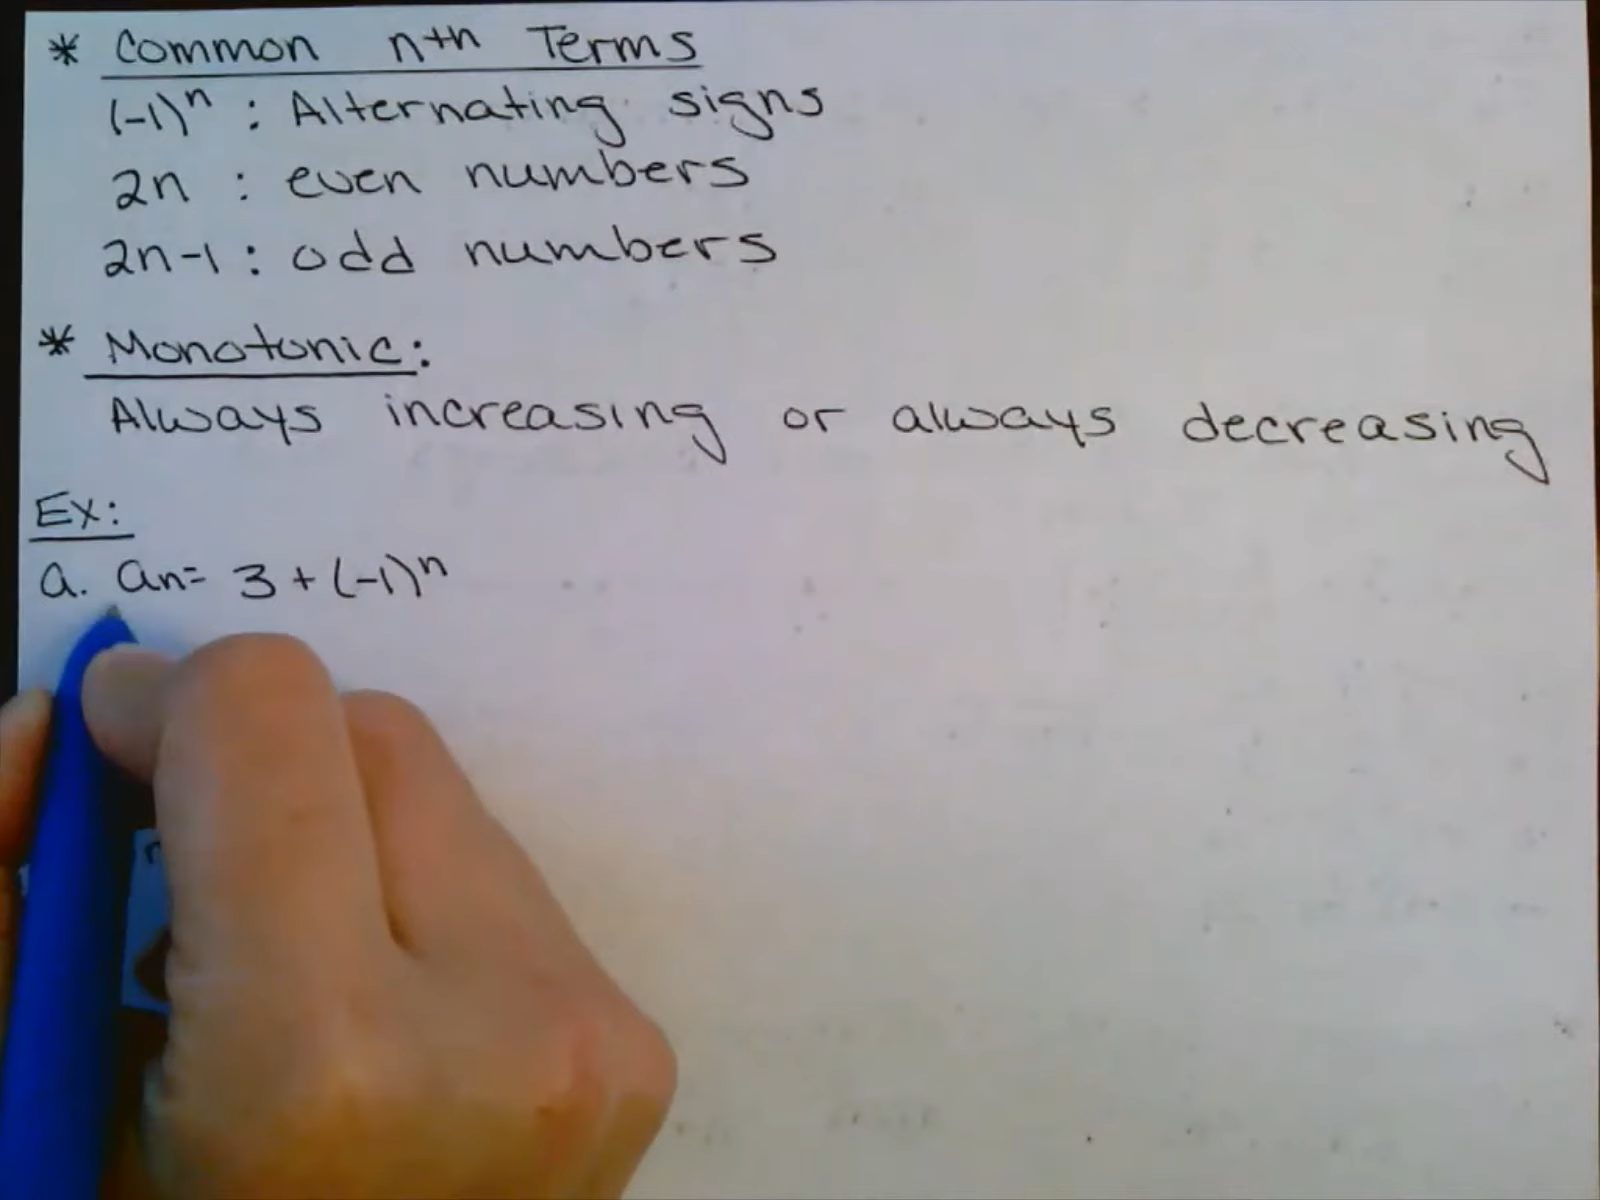 * Common nth Terms
(-1)^n : Alternating signs
2n : even numbers
2n-1 : odd numbers
* Monotonic:
Always increasing or always decreasing
Ex:
a. an= 3 + (-1)^n